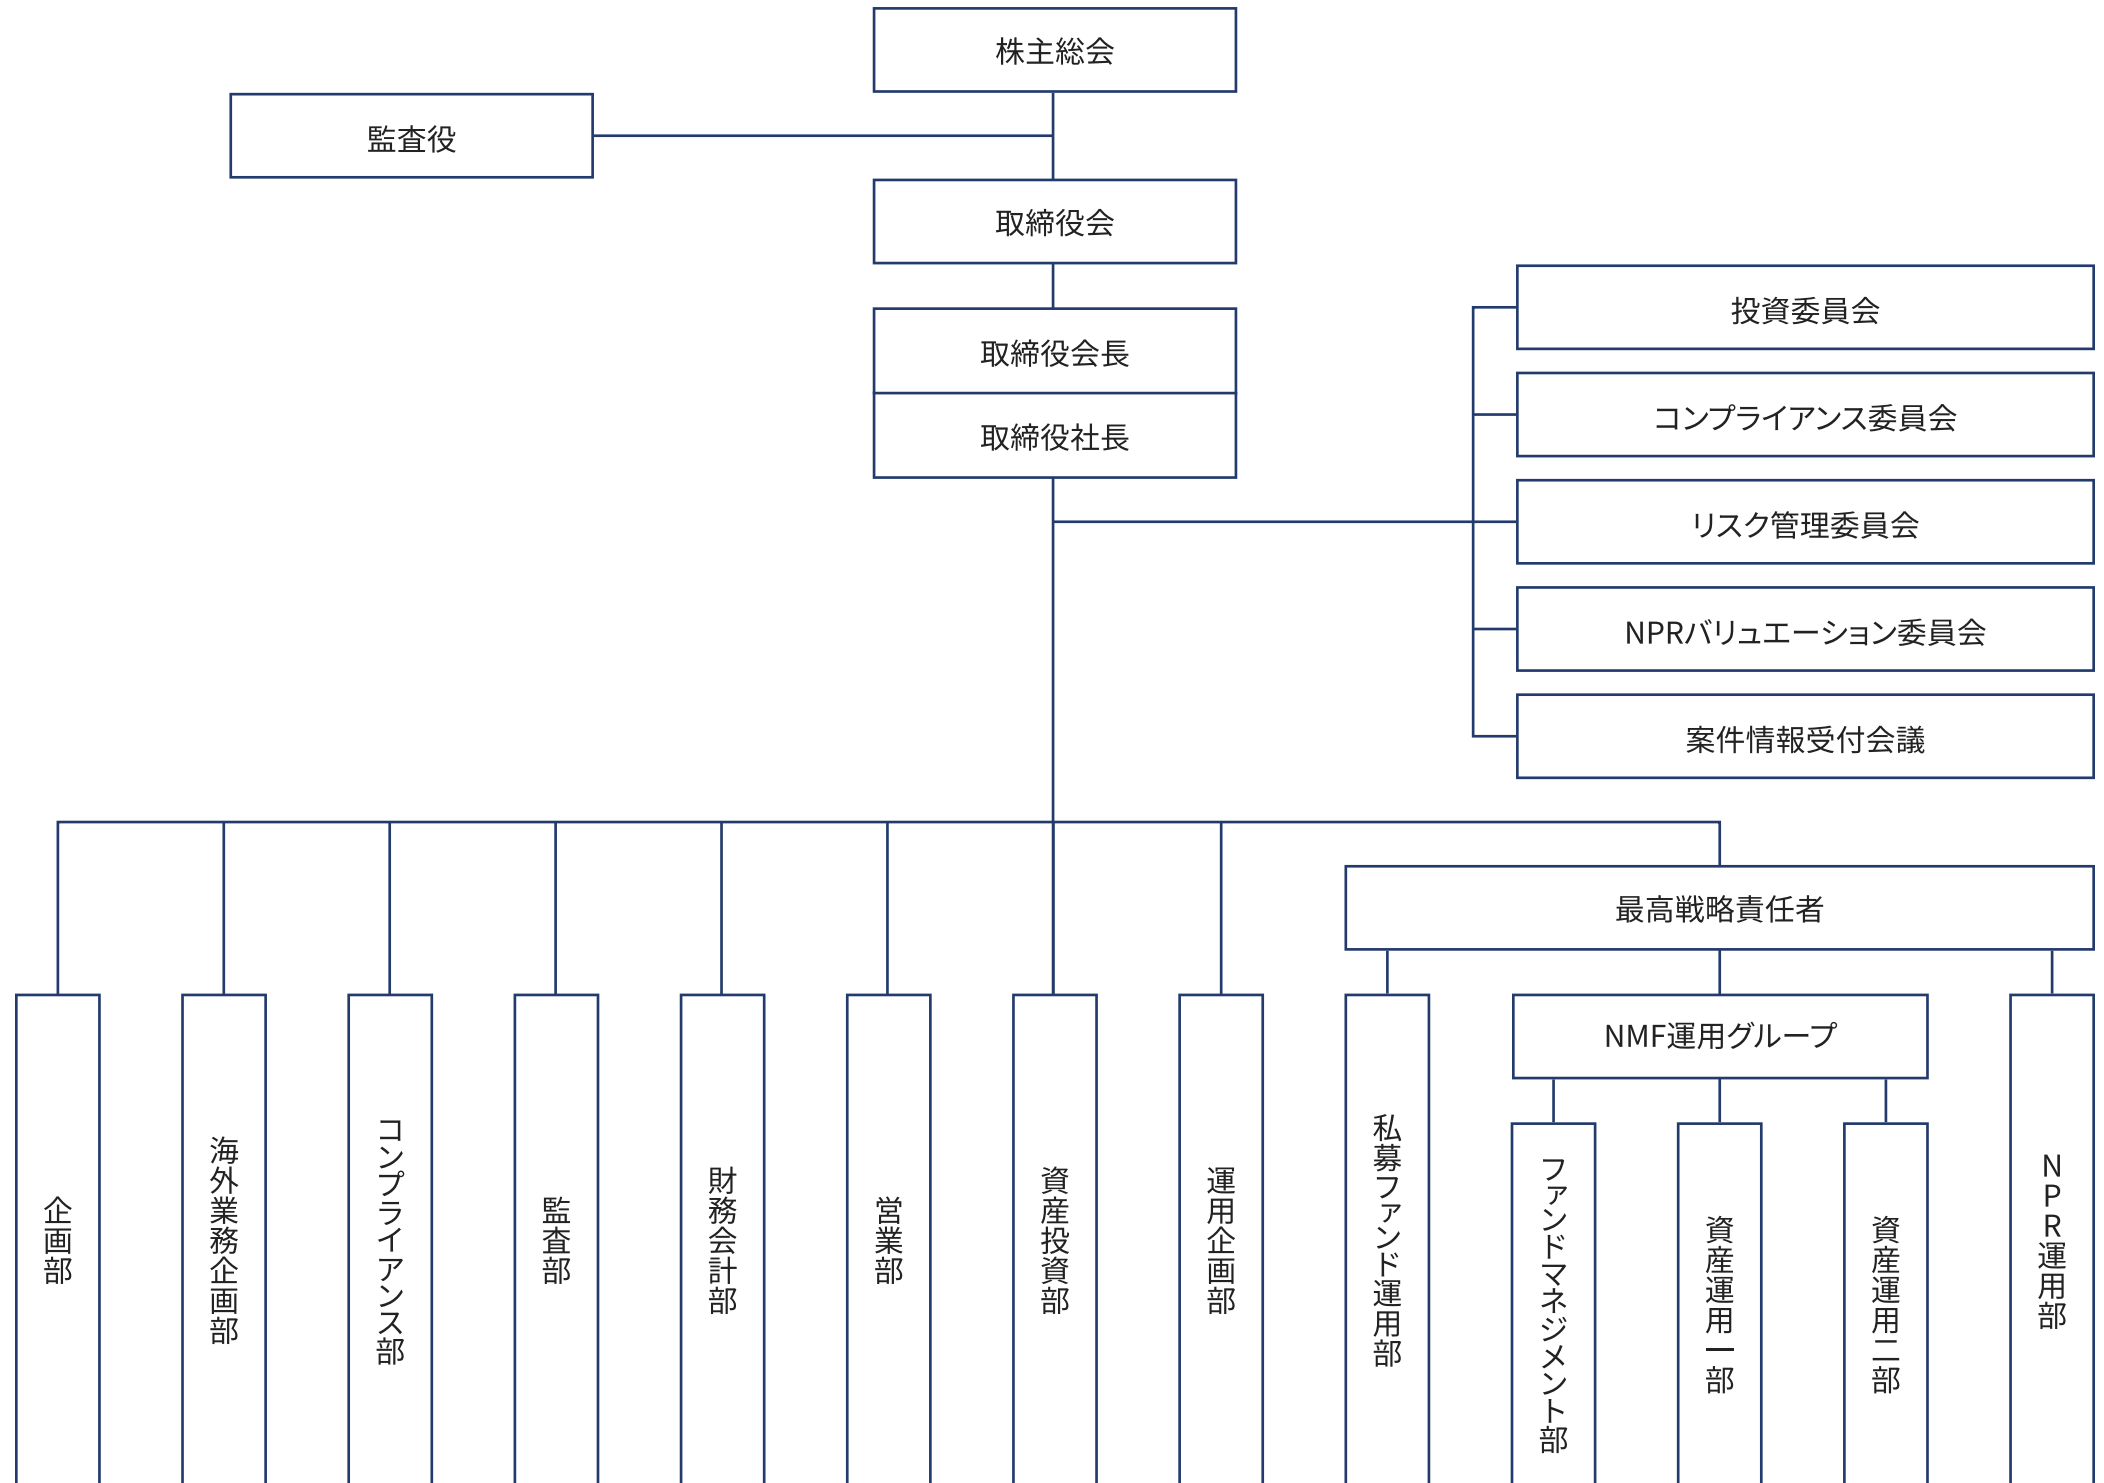 株主総会
監査役
取締役会
取締役会長
取締役社長
投資委員会
コンプライアンス委員会
リスク管理委員会
NPRバリュエーション委員会
案件情報受付会議
最高戦略責任者
NMF運用グループ
企画部
海外業務企画部
コンプライアンス部
監査部
財務会計部
営業部
資産投資部
運用企画部
私募ファンド運用部
ファンドマネジメント部
資産運用一部
資産運用二部
NPR運用部